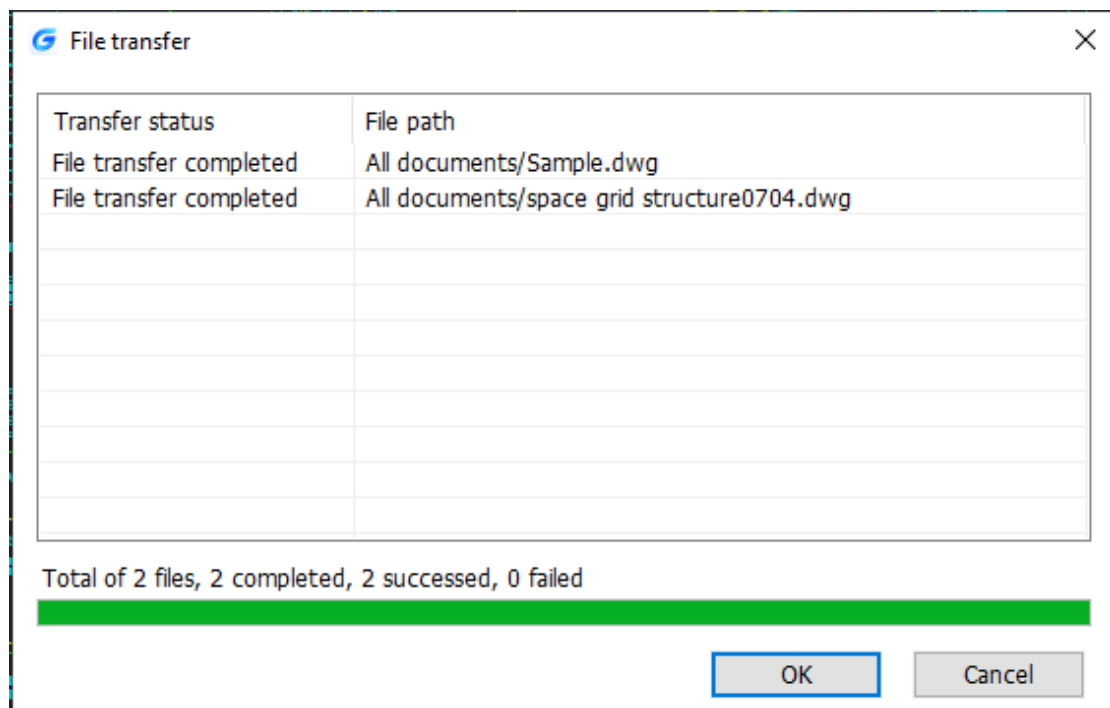 File transfer
Transfer status File path
File transfer completed All documents/Sample.dwg
File transfer completed All documents/space grid structure0704.dwg
Total of 2 files, 2 completed, 2 successed, 0 failed
OK Cancel